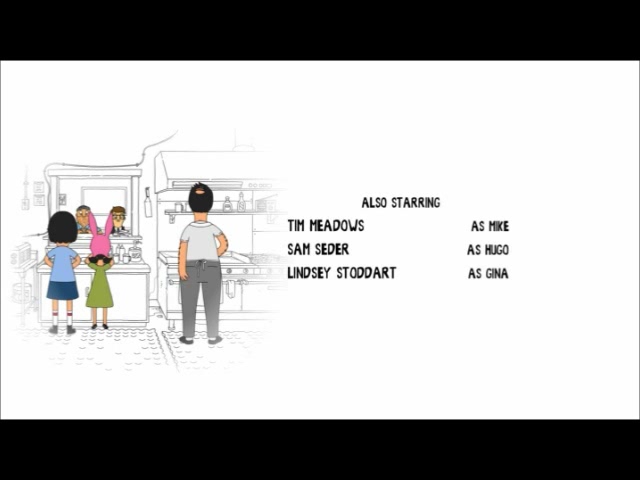 ALSO STARRING
TIM MEADOWS AS MIKE
SAM SEDER AS HUGO
LINDSEY STODDART AS GINA